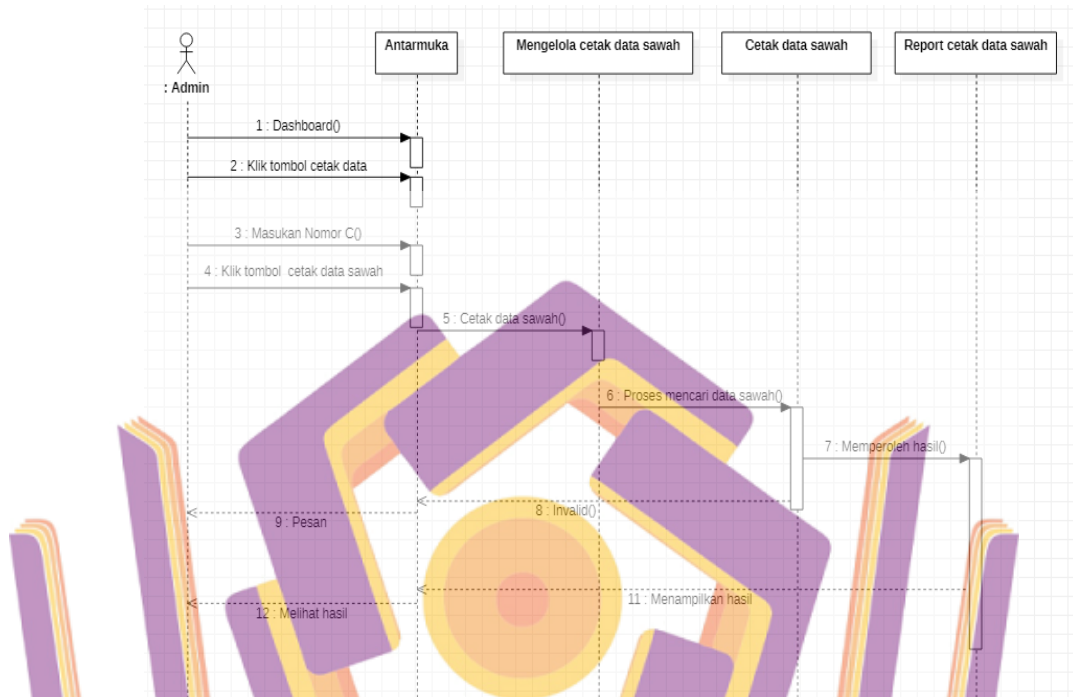 Antarmuka
Mengelola cetak data sawah
Cetak data sawah
Report cetak data sawah
: Admin
1 : Dashboard()
2 : Klik tombol cetak data
3 : Masukan Nomor C()
4 : Klik tombol cetak data sawah
5 : Cetak data sawah()
6 : Proses mencari data sawah()
7 : Memperoleh hasil()
8 : Invalid()
9 : Pesan
11 : Menampilkan hasil
12 : Melihat hasil